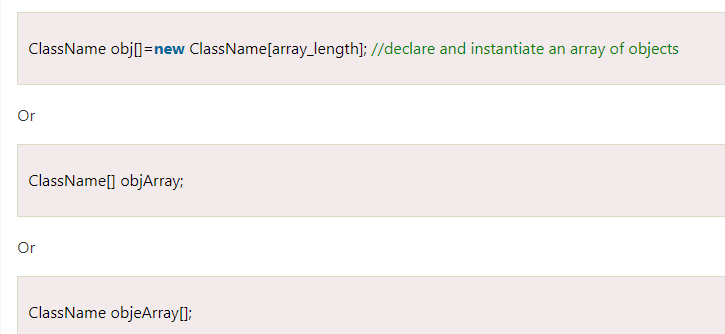 ClassName obj[]=new ClassName[array_length]; //declare and instantiate an array of objects
Or
ClassName[] objArray;
Or
ClassName objeArray[];